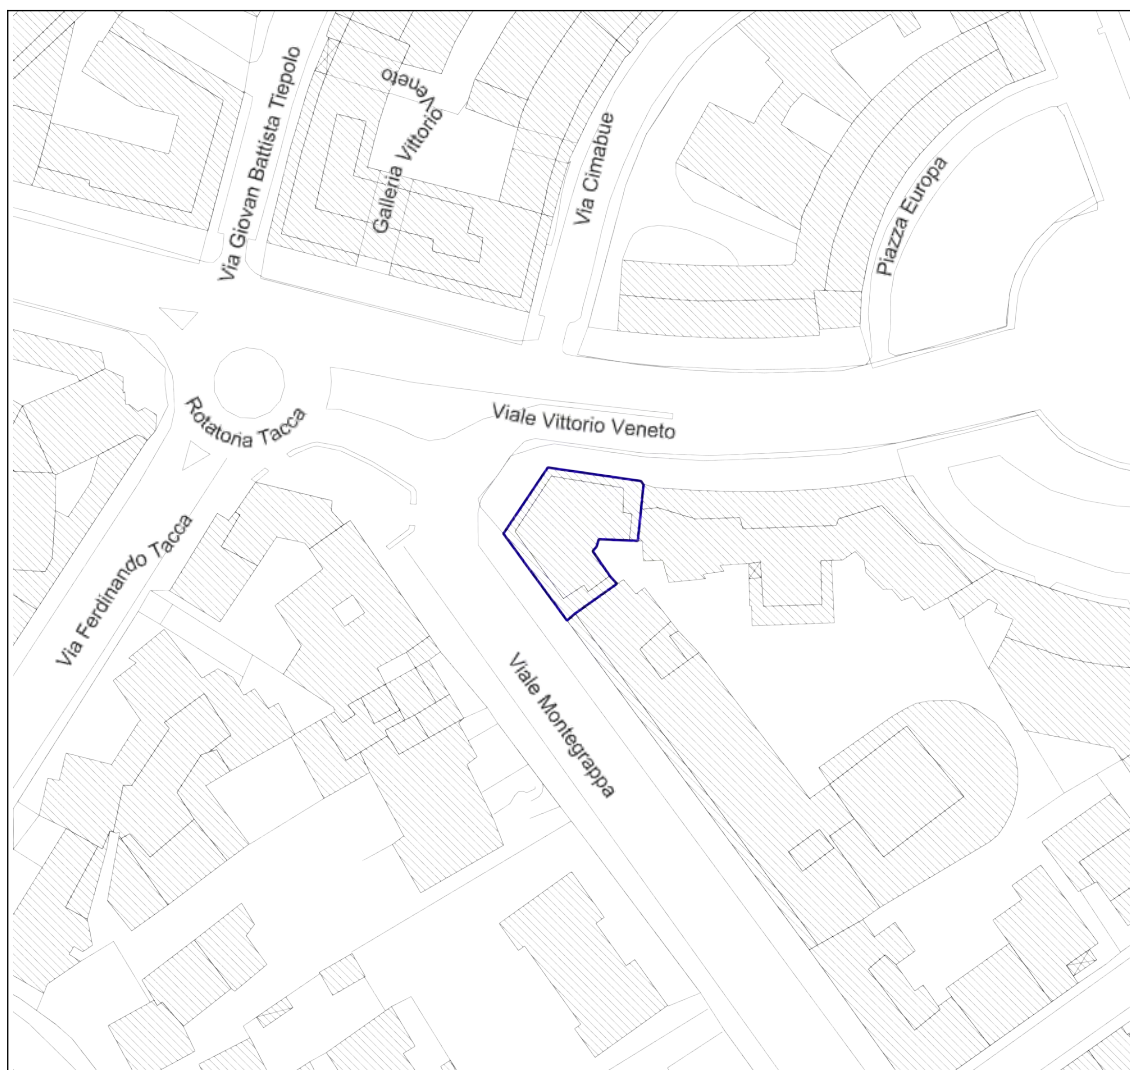 Via Giovan Battista Tiepolo
Galleria Vittorio Veneto
Via Cimabue
Piazza Europa
Viale Vittorio Veneto
Rotatoria Tacca
Via Ferdinando Tacca
Viale Montegrappa